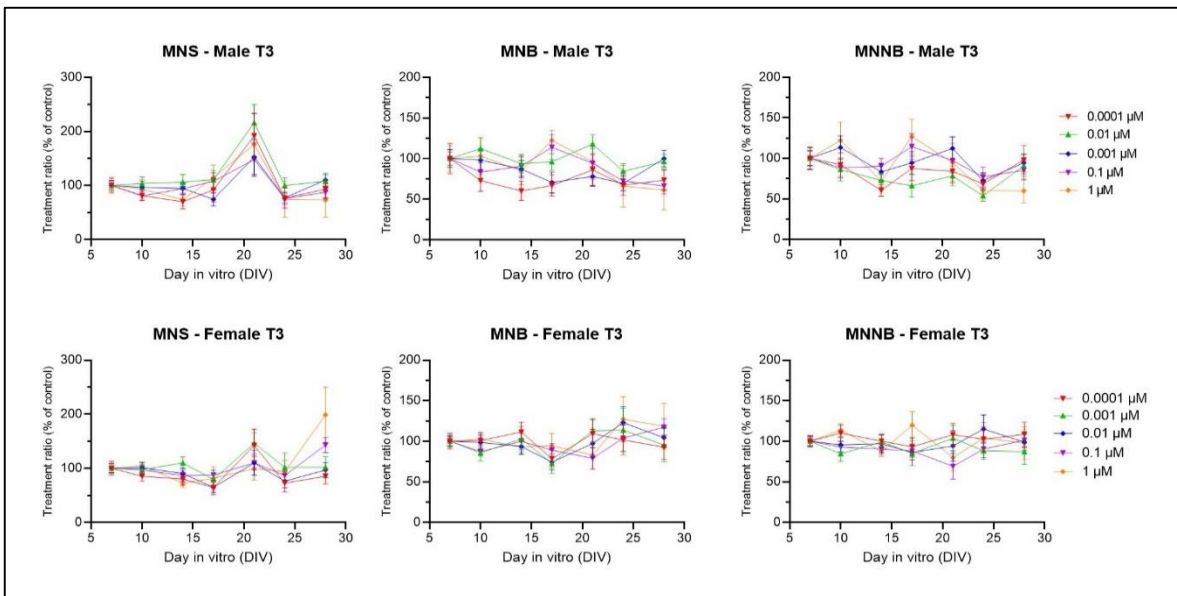 MNS - Male T3
MNB - Male T3
MNNB - Male T3
Treatment ratio (% of control)
300
200
100
0
5 10 15 20 25 30
Day in vitro (DIV)
Treatment ratio (% of control)
200
150
100
50
0
5 10 15 20 25 30
Day in vitro (DIV)
Treatment ratio (% of control)
200
150
100
50
0
5 10 15 20 25 30
Day in vitro (DIV)
0.0001 µM
0.01 µM
0.001 µM
0.1 µM
1 µM
MNS - Female T3
MNB - Female T3
MNNB - Female T3
Treatment ratio (% of control)
300
200
100
0
5 10 15 20 25 30
Day in vitro (DIV)
Treatment ratio (% of control)
200
150
100
50
0
5 10 15 20 25 30
Day in vitro (DIV)
Treatment ratio (% of control)
200
150
100
50
0
5 10 15 20 25 30
Day in vitro (DIV)
0.0001 µM
0.001 µM
0.01 µM
0.1 µM
1 µM